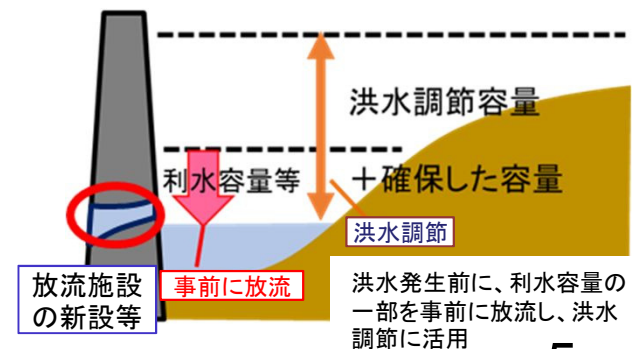 洪水調節容量
利水容量等
＋確保した容量
洪水調節
放流施設
の新設等
事前に放流
洪水発生前に、利水容量の
一部を事前に放流し、洪水
調節に活用